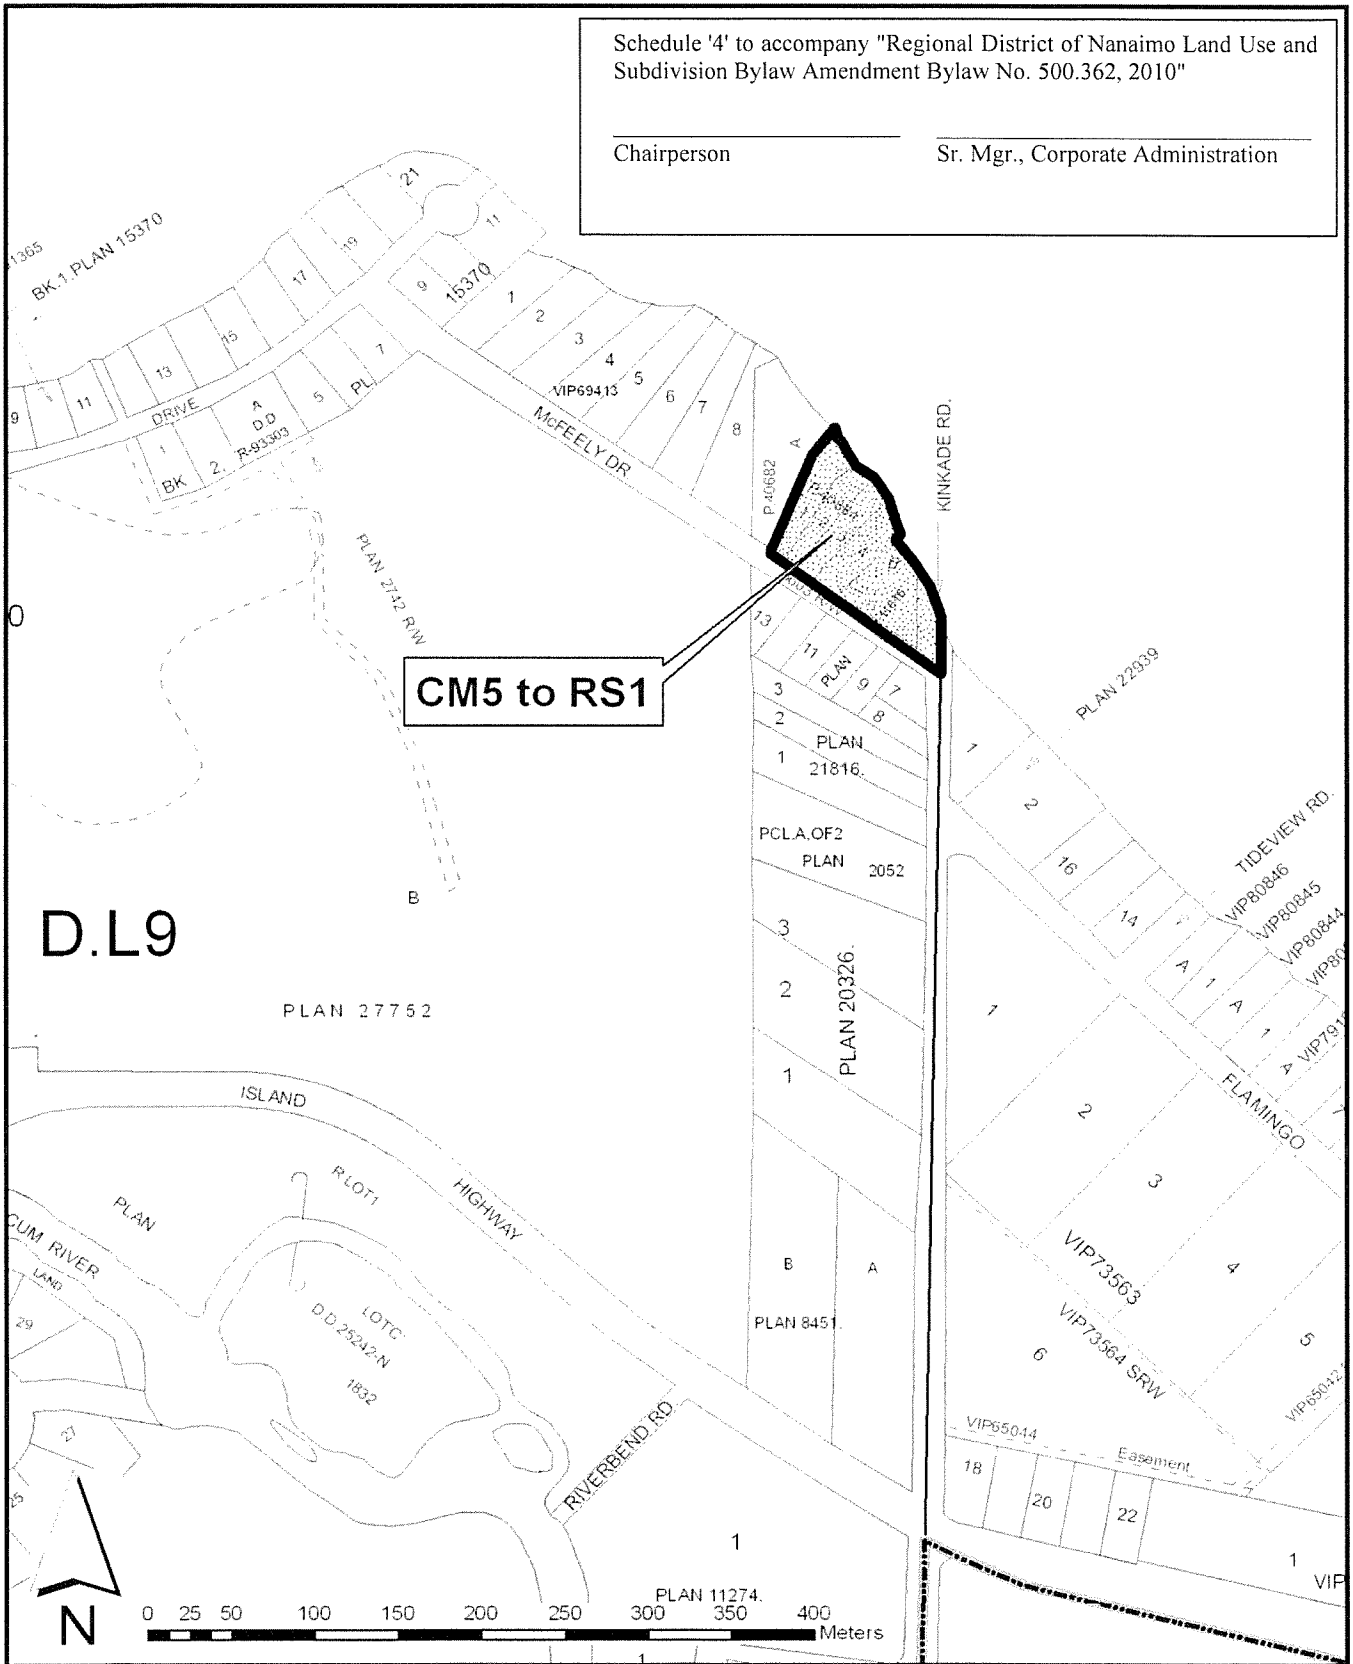 Schedule '4' to accompany "Regional District of Nanaimo Land Use and
Subdivision Bylaw Amendment Bylaw No. 500.362, 2010"
Chairperson
Sr. Mgr., Corporate Administration
BK.1.PLAN 15370
21
19
17
15
13
11
9
11
9
15370
1
2
3
4
5
6
7
8
VIP69413
DRIVE
McFEELY DR
1
BK
2.
A
D.D
R-93303
5
PL
7
P.40682
A
KINKADE RD.
PLAN 2742 R/W
0
CM5 to RS1
13
11
PLAN
9
7
8
3
2
1
PLAN
21816.
PCL.A.OF2
PLAN 2052
3
2
1
PLAN 20326.
B
A
PLAN 8451.
PLAN 22939
1
2
16
14
TIDEVIEW RD.
VIP80846
VIP80845
VIP80844
A
1
A
1
A
7
FLAMINGO
1
2
3
4
5
6
VIP73563
VIP73564 SRW
VIP65044
Easement
18
20
22
1
VIP
B
D.L9
PLAN 27752
ISLAND
HIGHWAY
PLAN
CUM RIVER
LAND
29
27
25
R LOT1
LOTC
D.D.25242-N
1832
RIVERBEND RD
1
PLAN 11274.
1
N
0 25 50 100 150 200 250 300 350 400
Meters